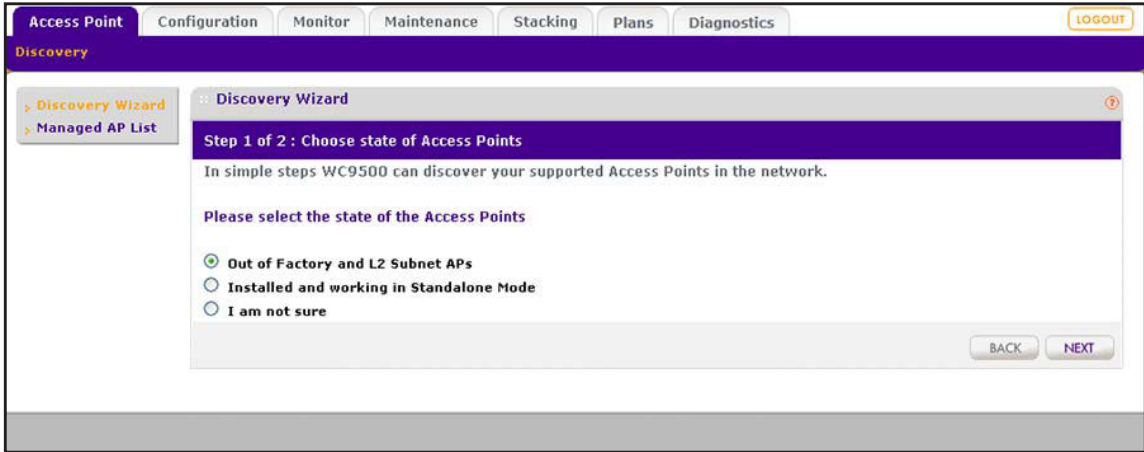 Access Point Configuration Monitor Maintenance Stacking Plans Diagnostics LOGOUT
Discovery
Discovery Wizard
Managed AP List
Discovery Wizard ?
Step 1 of 2 : Choose state of Access Points
In simple steps WC9500 can discover your supported Access Points in the network.
Please select the state of the Access Points
Out of Factory and L2 Subnet APs
Installed and working in Standalone Mode
I am not sure
BACK NEXT